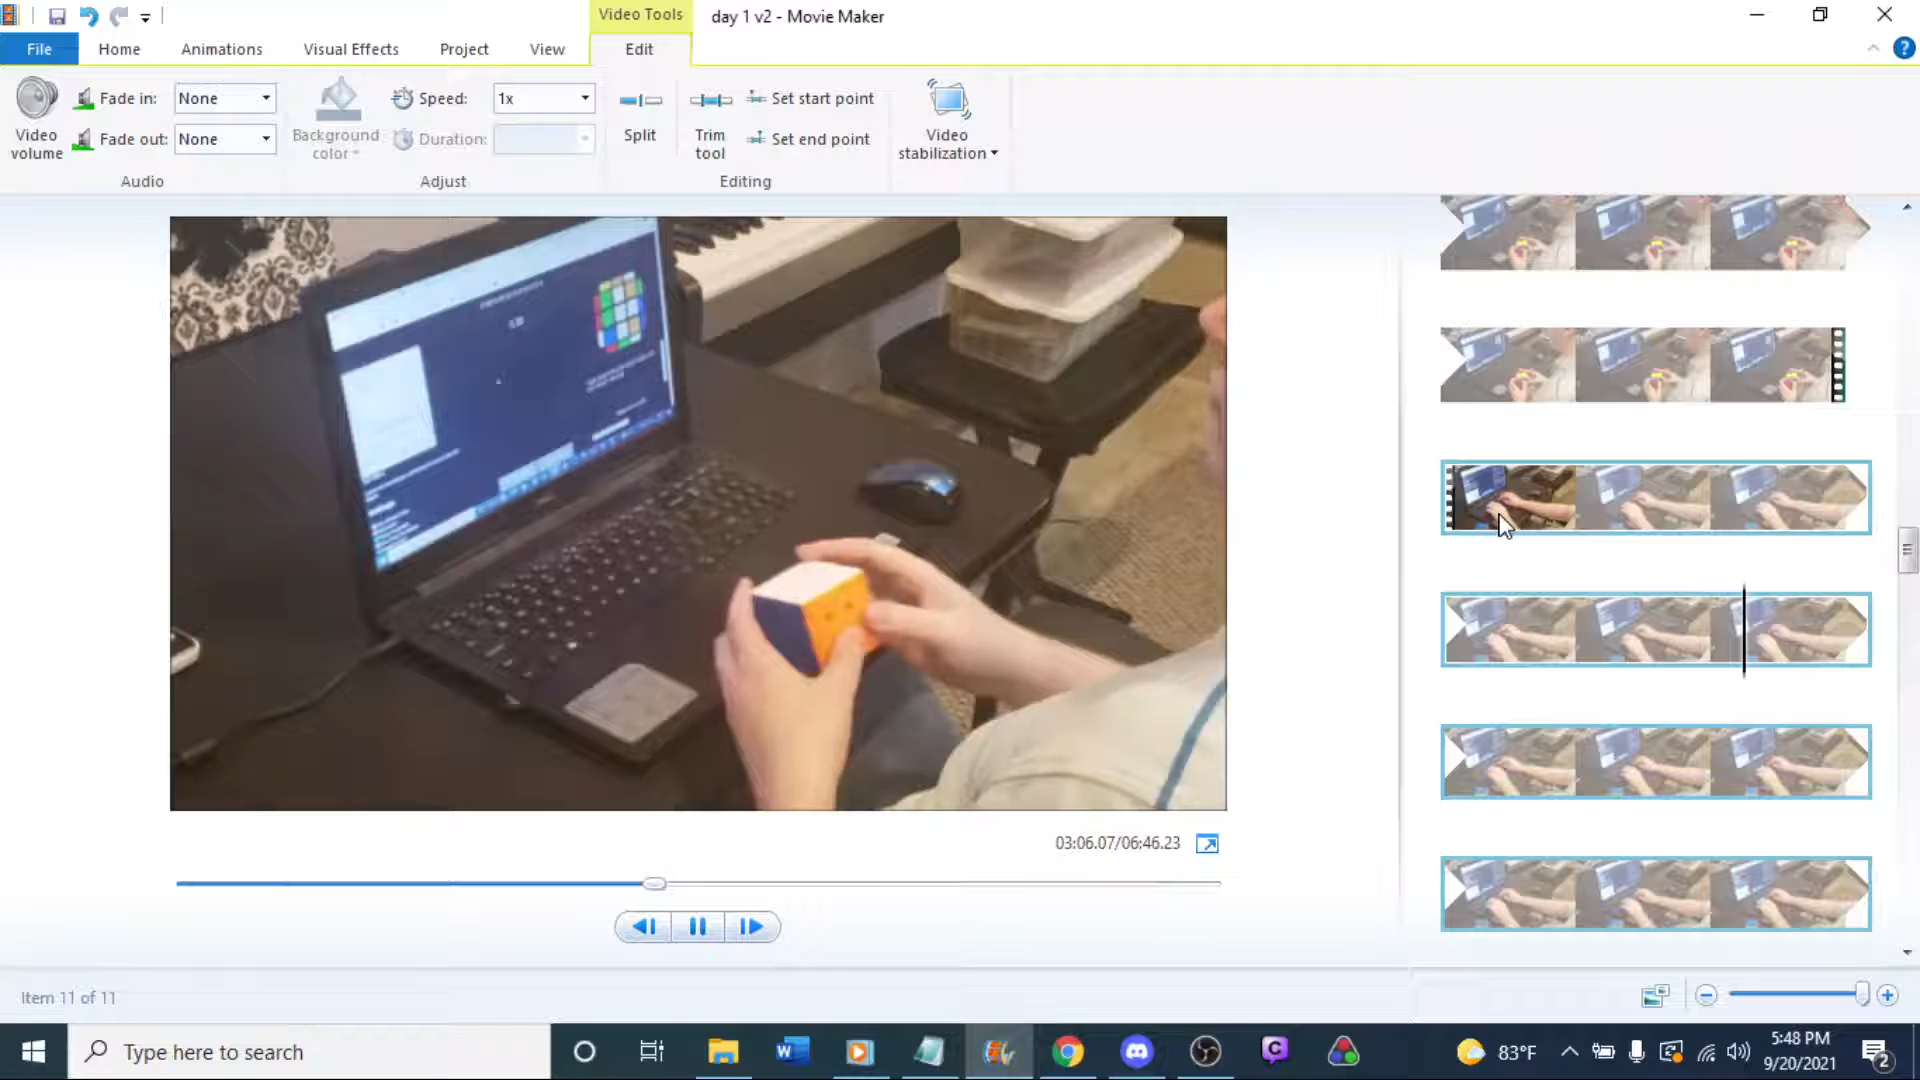 Video Tools
day 1 v2 - Movie Maker
File
Home
Animations
Visual Effects
Project
View
Edit
Video volume
Fade in:
None
Fade out:
None
Background color
Speed:
1x
Duration:
Split
Trim tool
Set start point
Set end point
Video stabilization
Audio
Adjust
Editing
03:06.07/06:46.23
Item 11 of 11
Type here to search
83°F
5:48 PM
9/20/2021
2